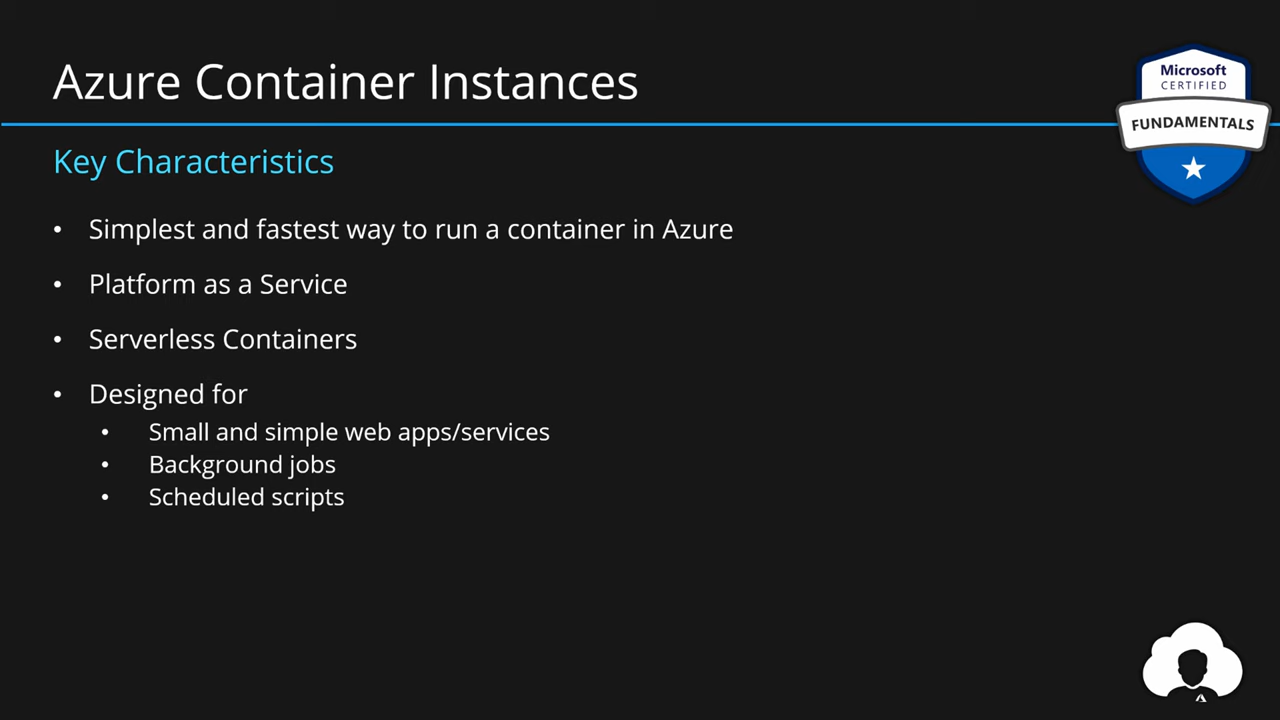 Azure Container Instances
Microsoft
CERTIFIED
FUNDAMENTALS
Key Characteristics
• Simplest and fastest way to run a container in Azure
• Platform as a Service
• Serverless Containers
• Designed for
• Small and simple web apps/services
• Background jobs
• Scheduled scripts